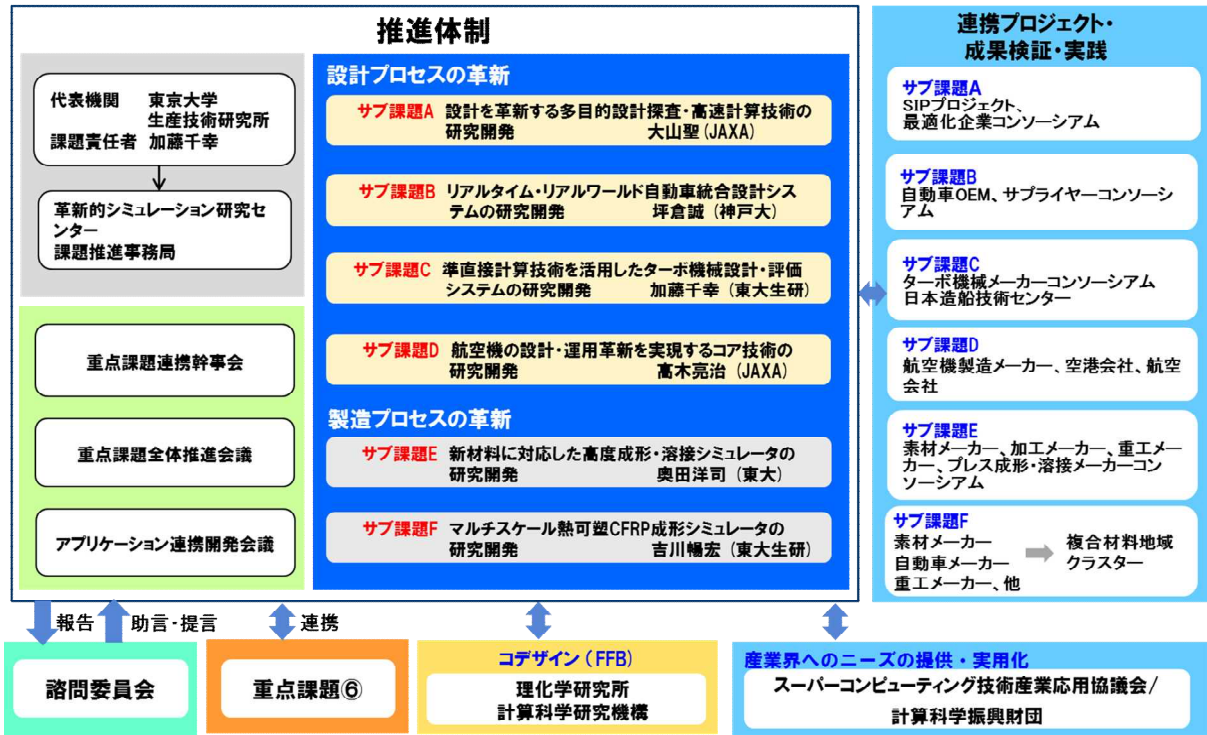 推進体制
代表機関 東京大学
生産技術研究所
課題責任者 加藤千幸
革新的シミュレーション研究セ
ンター
課題推進事務局
重点課題連携幹事会
重点課題全体推進会議
アプリケーション連携開発会議
設計プロセスの革新
サブ課題A 設計を革新する多目的設計探査・高速計算技術の
研究開発 大山聖(JAXA)
サブ課題B リアルタイム・リアルワールド自動車統合設計シス
テムの研究開発 坪倉誠(神戸大)
サブ課題C 準直接計算技術を活用したターボ機械設計・評価
システムの研究開発 加藤千幸(東大生研)
サブ課題D 航空機の設計・運用革新を実現するコア技術の
研究開発 高木亮治(JAXA)
製造プロセスの革新
サブ課題E 新材料に対応した高度成形・溶接シミュレータの
研究開発 奥田洋司(東大)
サブ課題F マルチスケール熱可塑CFRP成形シミュレータの
研究開発 吉川暢宏(東大生研)
連携プロジェクト・
成果検証・実践
サブ課題A
SIPプロジェクト、
最適化企業コンソーシアム
サブ課題B
自動車OEM、サプライヤーコンソーシ
アム
サブ課題C
ターボ機械メーカーコンソーシアム
日本造船技術センター
サブ課題D
航空機製造メーカー、空港会社、航空
会社
サブ課題E
素材メーカー、加工メーカー、重工メー
カー、プレス成形・溶接メーカーコン
ソーシアム
サブ課題F
素材メーカー
自動車メーカー
重工メーカー、他
複合材料地域
クラスター
報告
助言・提言
連携
諮問委員会
重点課題⑥
コデザイン(FFB)
理化学研究所
計算科学研究機構
産業界へのニーズの提供・実用化
スーパーコンピューティング技術産業応用協議会/
計算科学振興財団